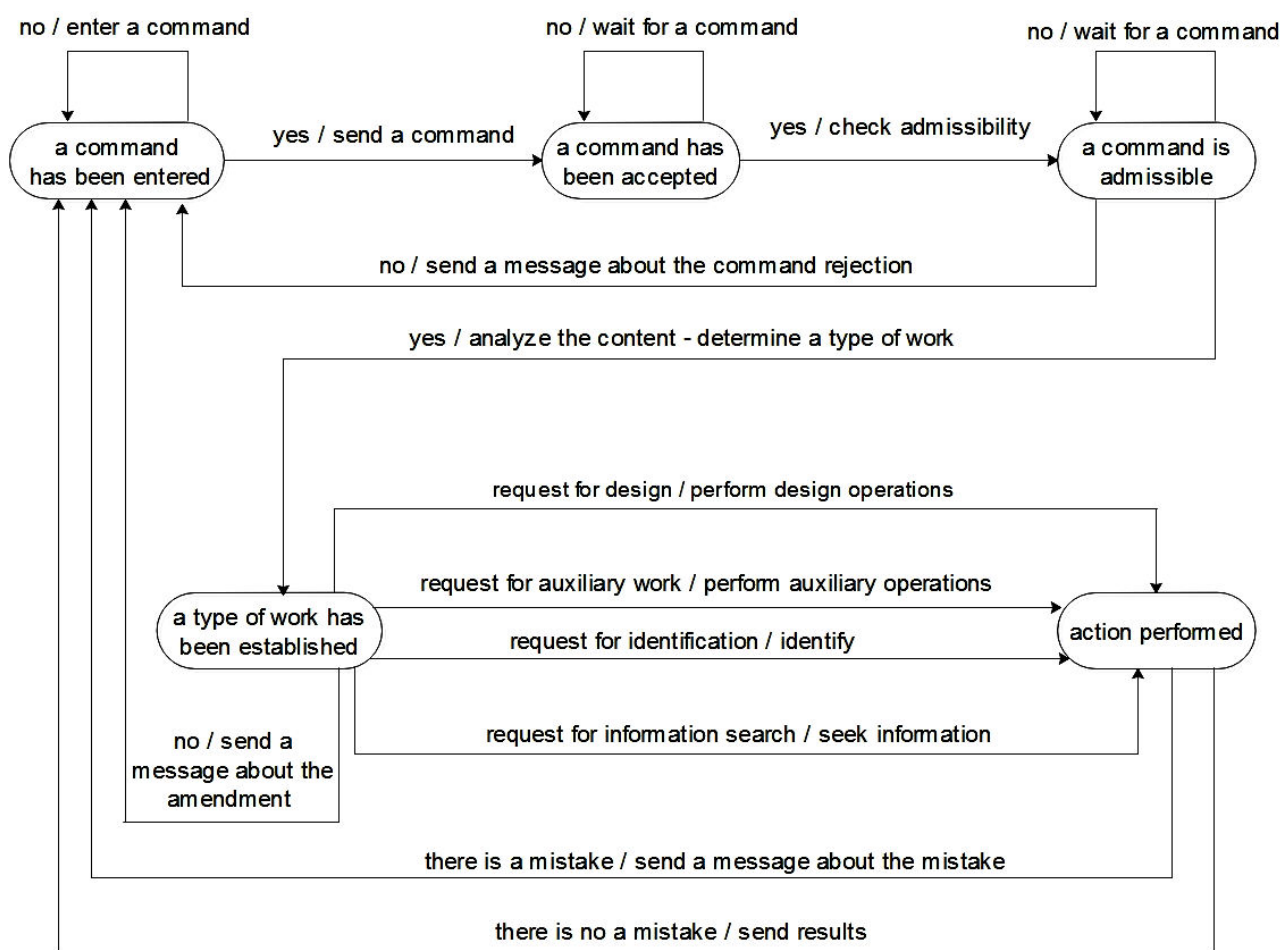 no / enter a command
no / wait for a command
no / wait for a command
yes / send a command
yes / check admissibility
a command
has been entered
a command has
been accepted
a command is
admissible
no / send a message about the command rejection
yes / analyze the content - determine a type of work
request for design / perform design operations
request for auxiliary work / perform auxiliary operations
a type of work has
been established
action performed
request for identification / identify
request for information search / seek information
no / send a
message about the
amendment
there is a mistake / send a message about the mistake
there is no a mistake / send results